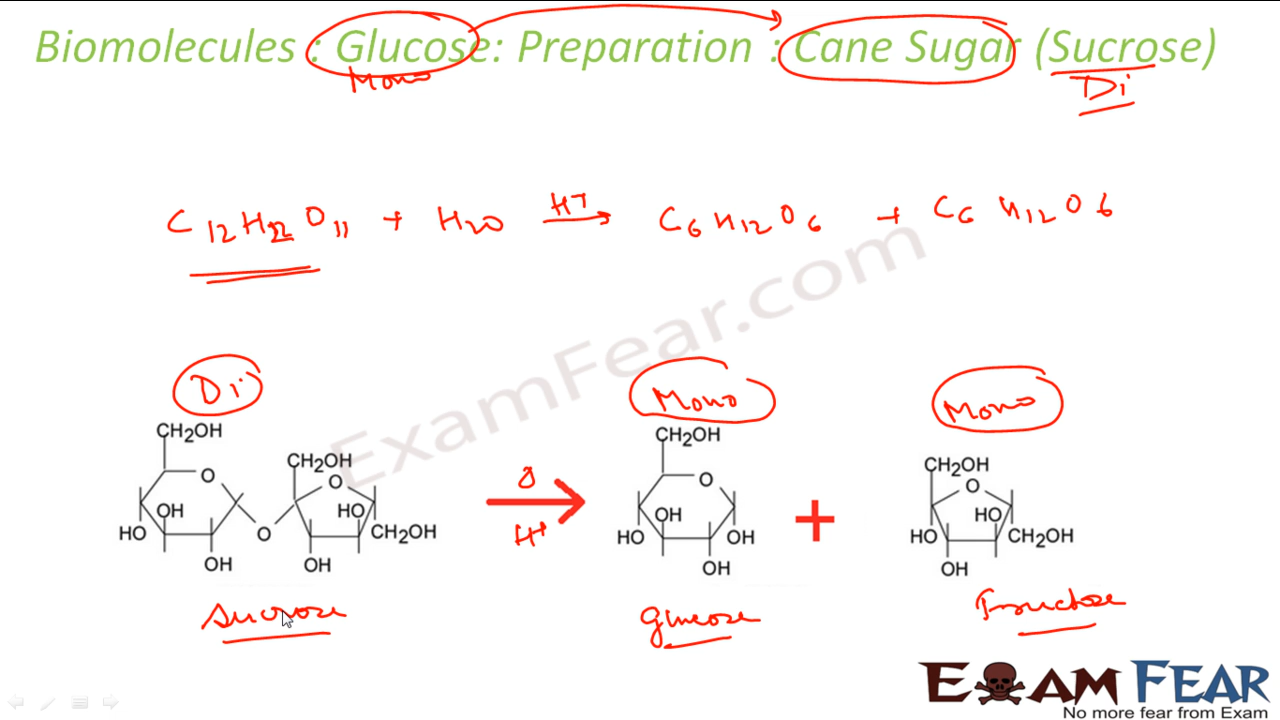 Biomolecules : Glucose: Preparation : Cane Sugar (Sucrose)
Mono
Di
C12H22O11 + H2O H+ → C6H12O6 + C6H12O6
ExamFear.com
Di
Mono
Mono
CH2OH
CH2OH
O
O
OH
HO
HO
CH2OH
O
OH
OH
Δ
H+
CH2OH
O
OH
HO
OH
OH
+
CH2OH
O
HO
HO
CH2OH
OH
Sucrose
glucose
Fructose
EXAM FEAR
No more fear from Exam